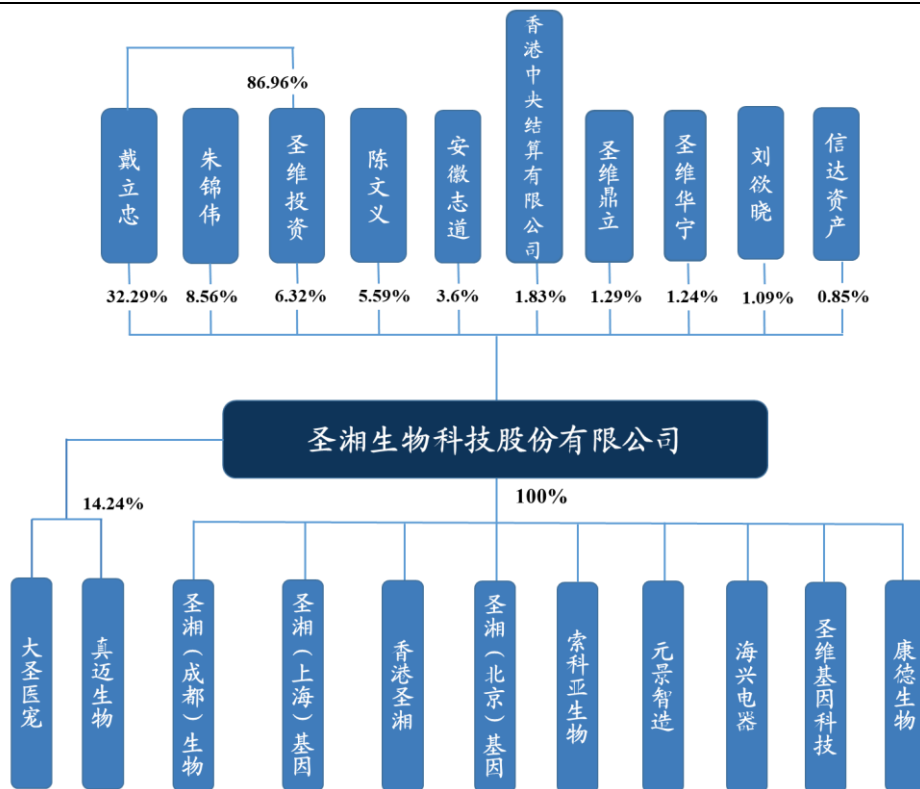 86.96%
戴立忠
朱锦伟
圣维投资
陈文义
安徽志道
香港中央结算有限公司
圣维鼎立
圣维华宁
刘欲晓
信达资产
32.29%
8.56%
6.32%
5.59%
3.6%
1.83%
1.29%
1.24%
1.09%
0.85%
圣湘生物科技股份有限公司
14.24%
100%
大圣医宠
真迈生物
圣湘（成都）生物
圣湘（上海）基因
香港圣湘
圣湘（北京）基因
索科亚生物
元景智造
海兴电器
圣维基因科技
康德生物